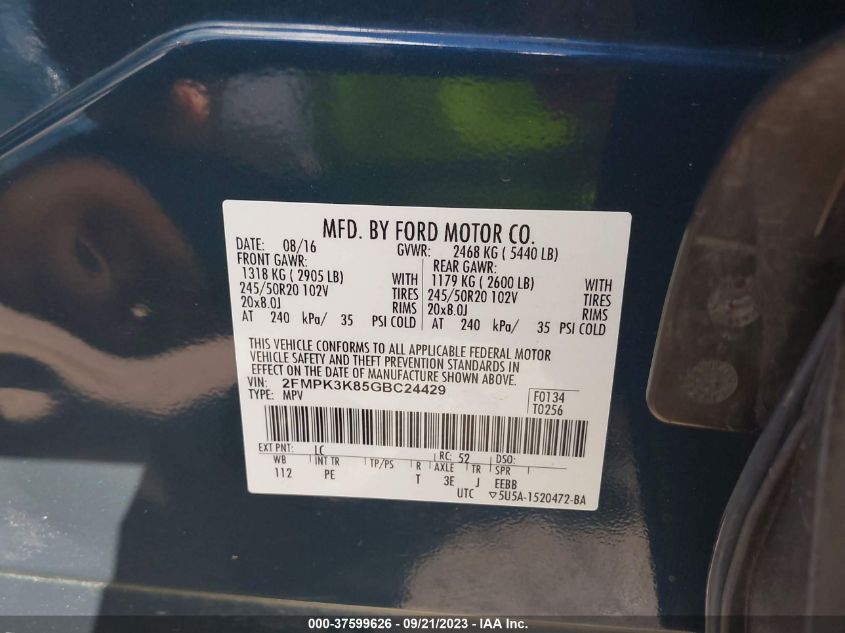 MFD. BY FORD MOTOR CO.
DATE: 08/16 GVWR: 2468 KG ( 5440 LB)
FRONT GAWR: REAR GAWR:
1318 KG ( 2905 LB) WITH 1179 KG ( 2600 LB) WITH
245/50R20 102V TIRES 245/50R20 102V TIRES
20x8.0J RIMS 20x8.0J RIMS
AT 240 kPa/ 35 PSI COLD AT 240 kPa/ 35 PSI COLD
THIS VEHICLE CONFORMS TO ALL APPLICABLE FEDERAL MOTOR
VEHICLE SAFETY AND THEFT PREVENTION STANDARDS IN
EFFECT ON THE DATE OF MANUFACTURE SHOWN ABOVE.
VIN: 2FMPK3K85GBC24429 F0134
TYPE: MPV T0256
EXT PNT: LC RC: 52 DSO:
WB INT TR TP/PS R AXLE TR SPR
112 PE T 3E J EEBB
UTC ▽5U5A-1520472-BA
000-37599626 - 09/21/2023 - IAA Inc.